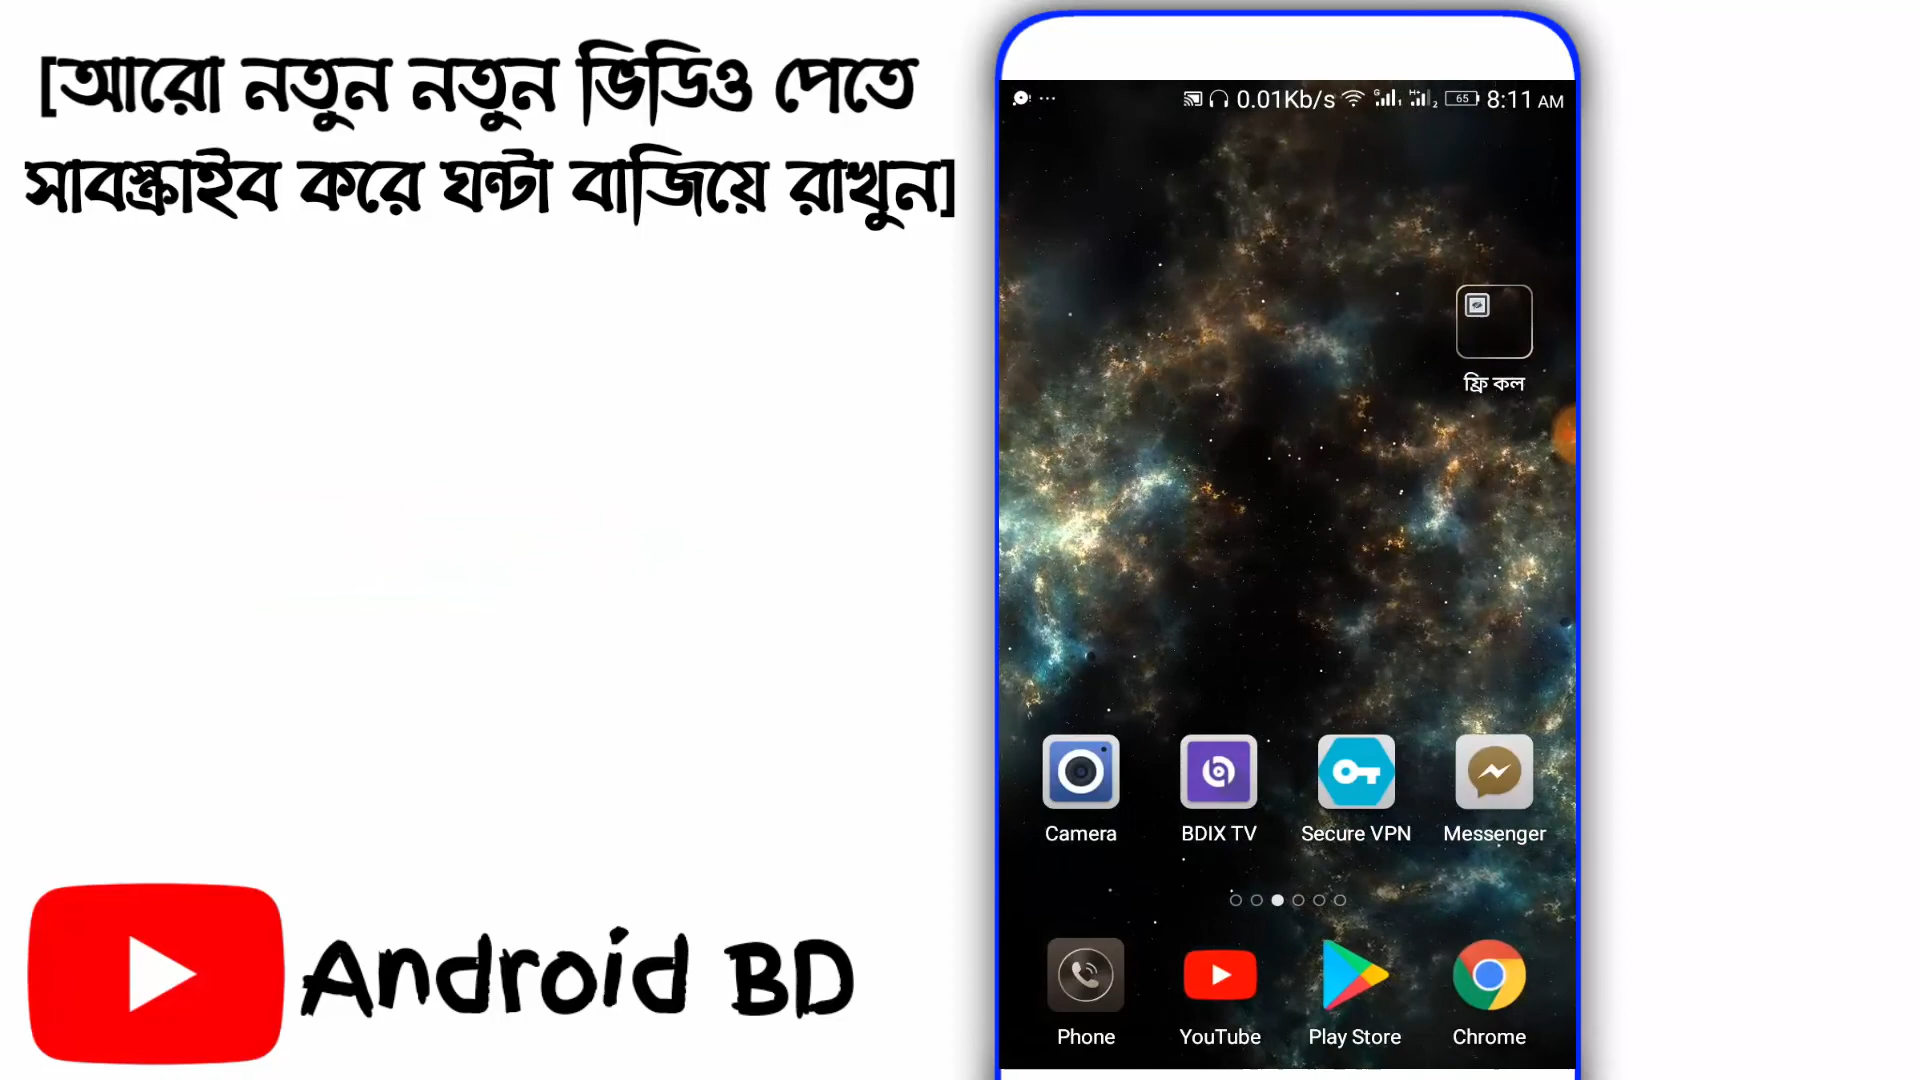 [আরো নতুন নতুন ভিডিও পেতে
সাবস্ক্রাইব করে ঘন্টা বাজিয়ে রাখুন]
0.01Kb/s 65 8:11 AM
ফ্রি কল
Camera BDIX TV Secure VPN Messenger
Phone YouTube Play Store Chrome
Android BD